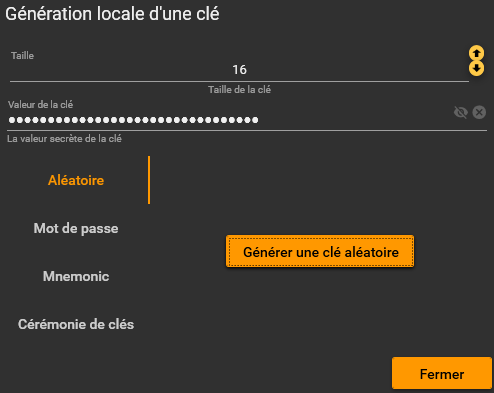 Génération locale d'une clé
Taille
16
Taille de la clé
Valeur de la clé
••••••••••••••••••••••••••••••••
La valeur secrète de la clé
Aléatoire
Mot de passe
Générer une clé aléatoire
Mnemonic
Cérémonie de clés
Fermer